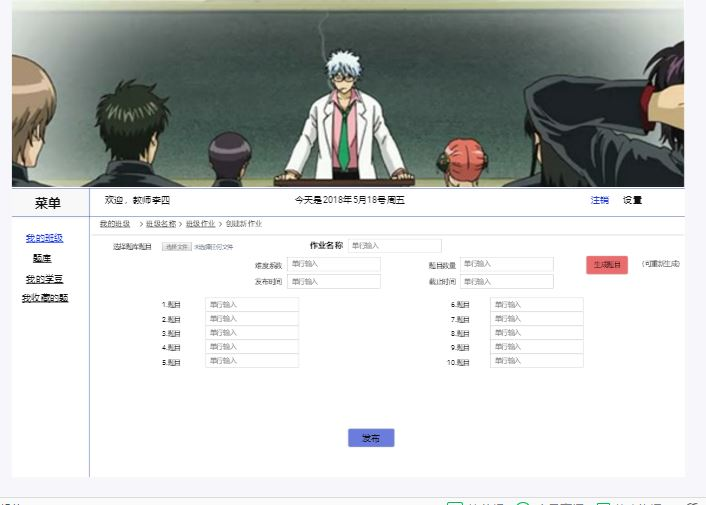 菜单 欢迎，教师李四 今天是2018年5月18号周五 注销 设置
我的班级 > 班级名称 > 班级作业 > 创建新作业
我的班级
题库
我的学豆
我收藏的题
选择题库题目 选择文件 未选择任何文件 作业名称 单行输入
难度系数 单行输入 题目数量 单行输入 生成题目 (可重新生成)
发布时间 单行输入 截止时间 单行输入
1.题目 单行输入 6.题目 单行输入
2.题目 单行输入 7.题目 单行输入
3.题目 单行输入 8.题目 单行输入
4.题目 单行输入 9.题目 单行输入
5.题目 单行输入 10.题目 单行输入
发布